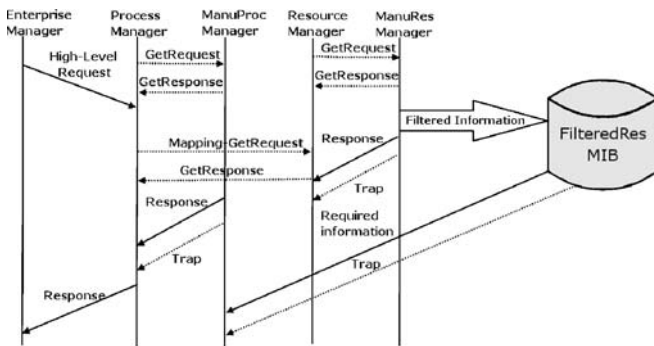 Enterprise Process ManuProc Resource ManuRes
Manager Manager Manager Manager Manager
High-Level
Request
GetRequest
GetRequest
GetResponse
GetResponse
Filtered Information
FilteredRes
MIB
Mapping-GetRequest
Response
GetResponse
Trap
Response
Required
information
Trap
Trap
Response